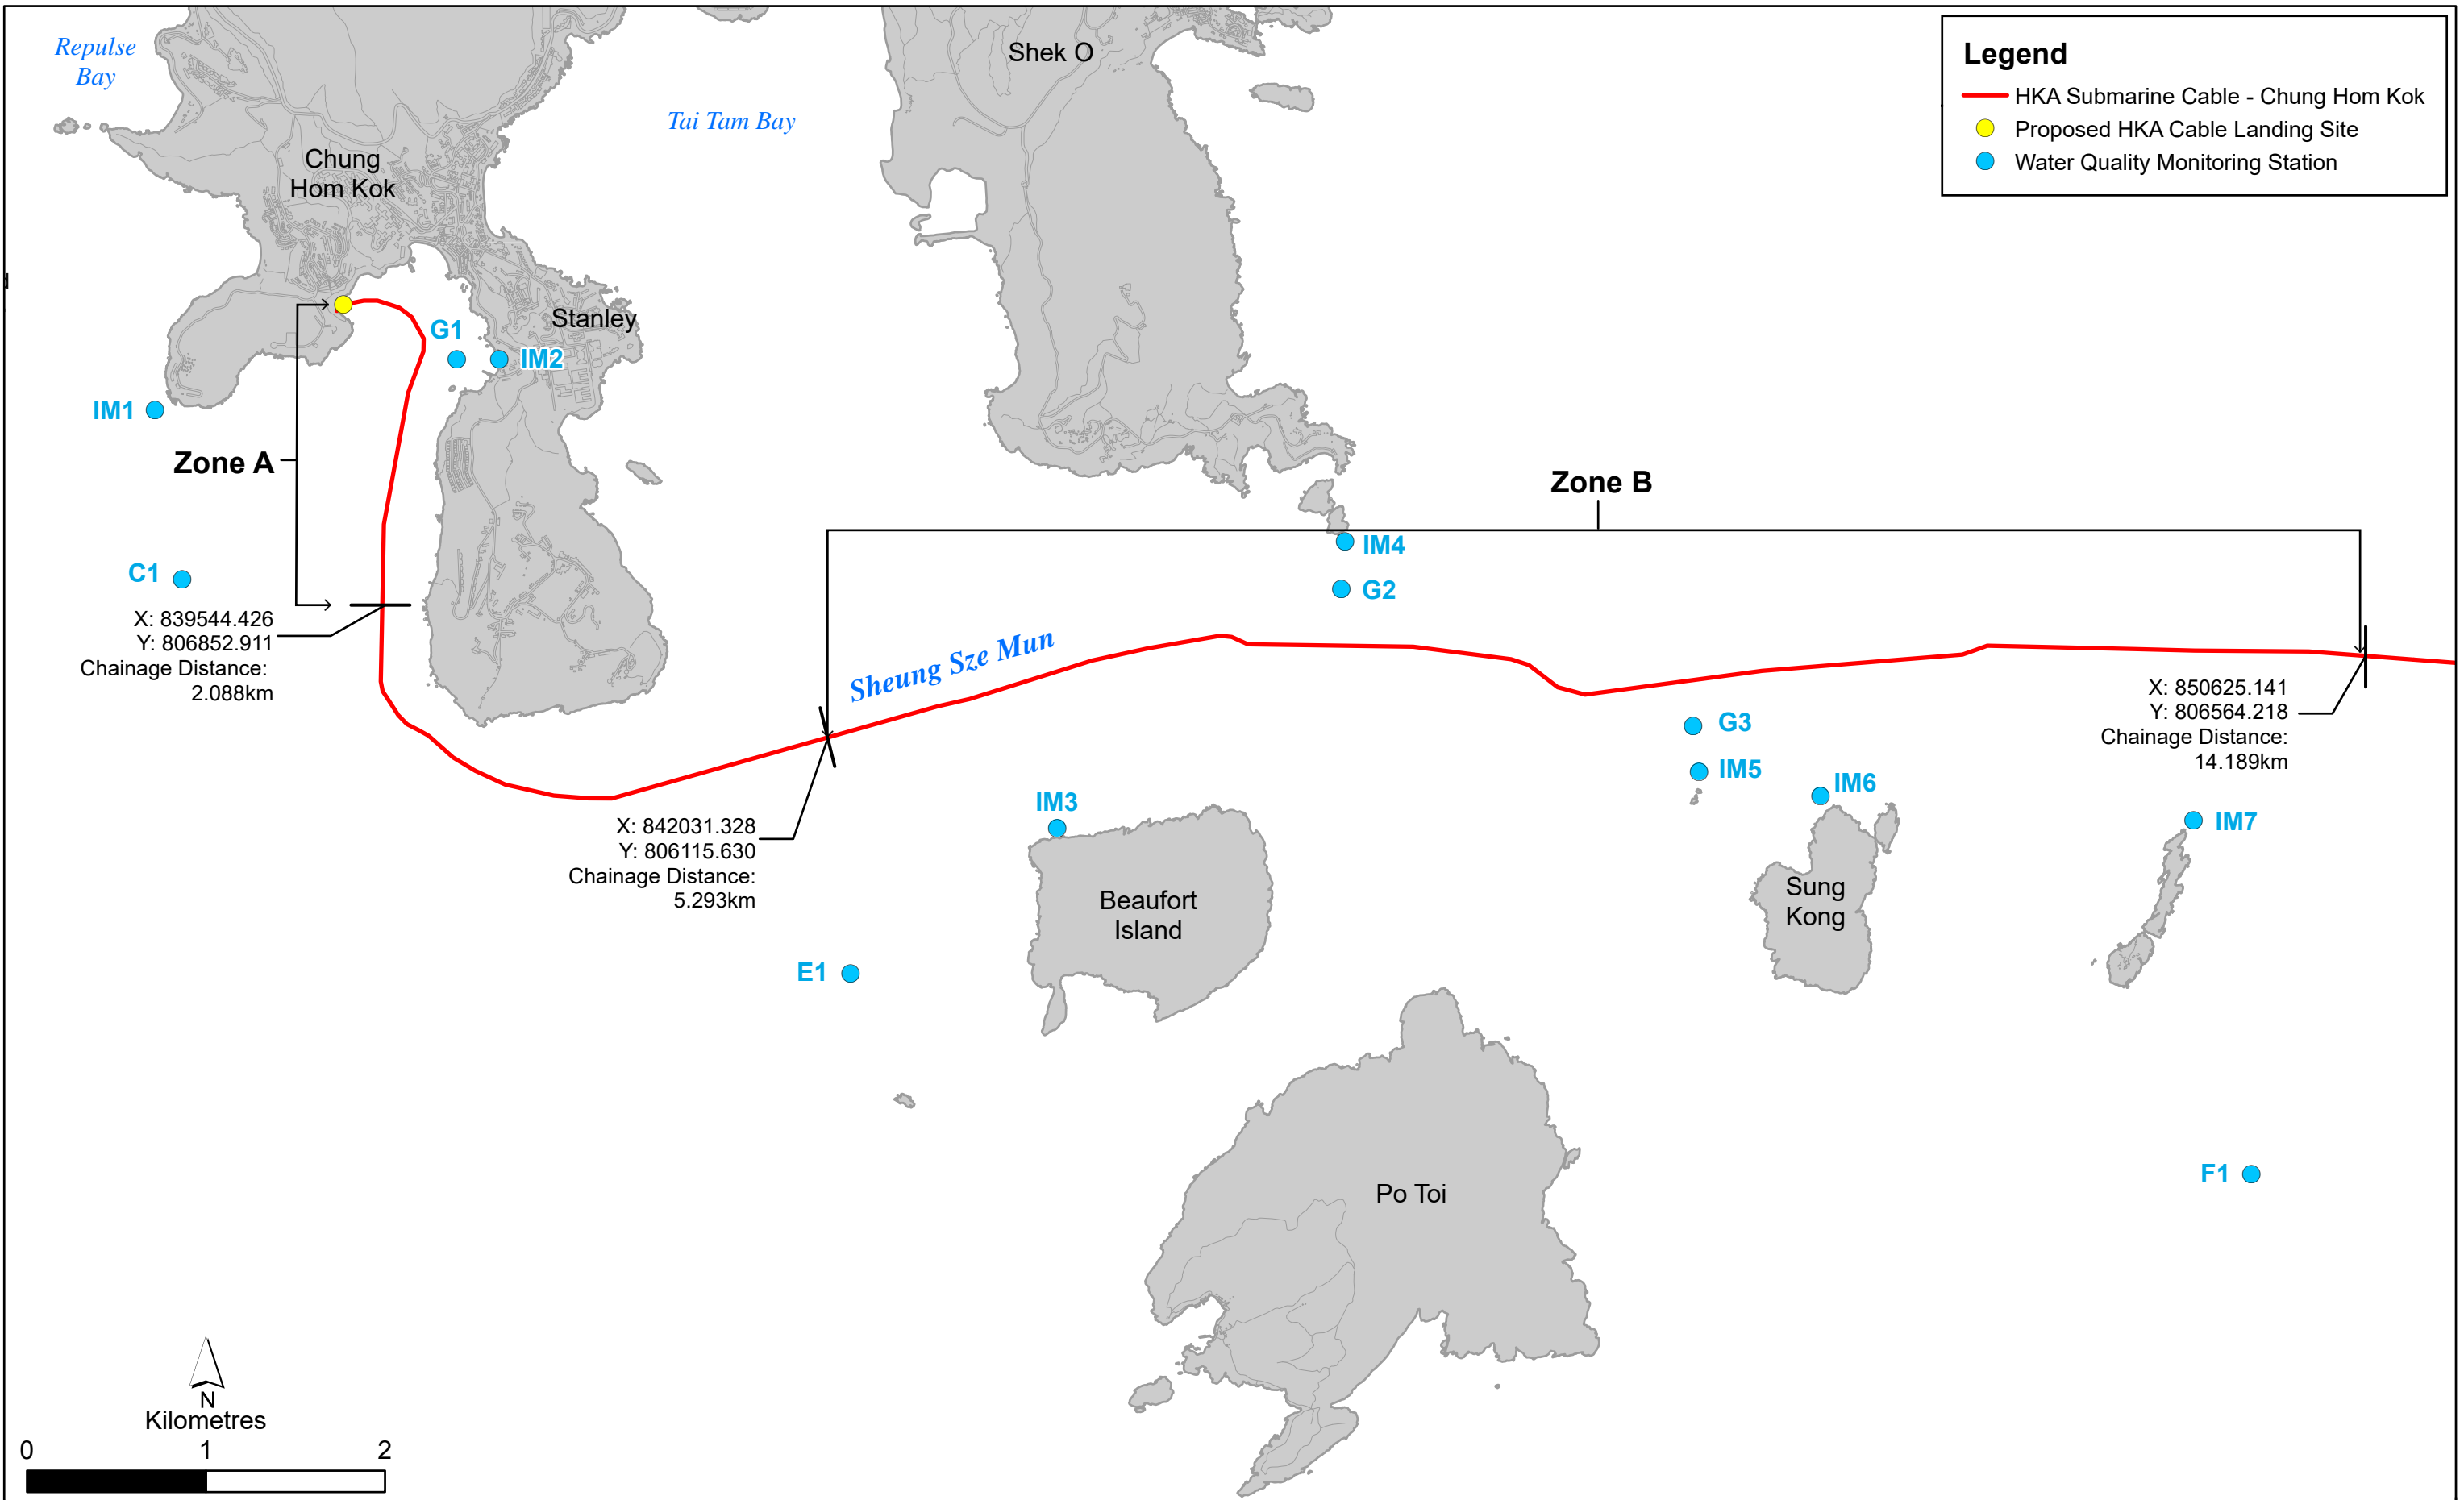 Repulse
Bay
Shek O
Tai Tam Bay
Chung
Hom Kok
Legend
HKA Submarine Cable - Chung Hom Kok
Proposed HKA Cable Landing Site
Water Quality Monitoring Station
Stanley
G1
IM2
IM1
Zone A
Zone B
IM4
C1
G2
X: 839544.426
Y: 806852.911
Chainage Distance:
2.088km
Sheung Sze Mun
X: 850625.141
Y: 806564.218
Chainage Distance:
14.189km
G3
IM5
IM6
IM3
IM7
X: 842031.328
Y: 806115.630
Chainage Distance:
5.293km
Beaufort
Island
Sung
Kong
E1
F1
Po Toi
N
Kilometres
0 1 2